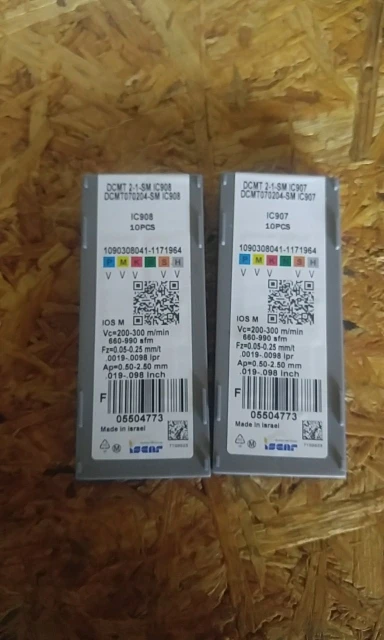 DCMT 2-1-SM IC908
DCMT070204-SM IC908
IC908
10PCS
1090308041-1171964
P M K N S H
V V V V V
IOS M
Vc=200-300 m/min
660-990 sfm
Fz=0.05-0.25 mm/t
.0019-.0098 ipr
Ap=0.50-2.50 mm
.019-.098 inch
F
05504773
Made in Israel
M
iscar
DCMT 2-1-SM IC907
DCMT070204-SM IC907
IC907
10PCS
1090308041-1171964
P M K N S H
V V V V V
IOS M
Vc=200-300 m/min
660-990 sfm
Fz=0.05-0.25 mm/t
.0019-.0098 ipr
Ap=0.50-2.50 mm
.019-.098 inch
F
05504773
Made in Israel
M
iscar